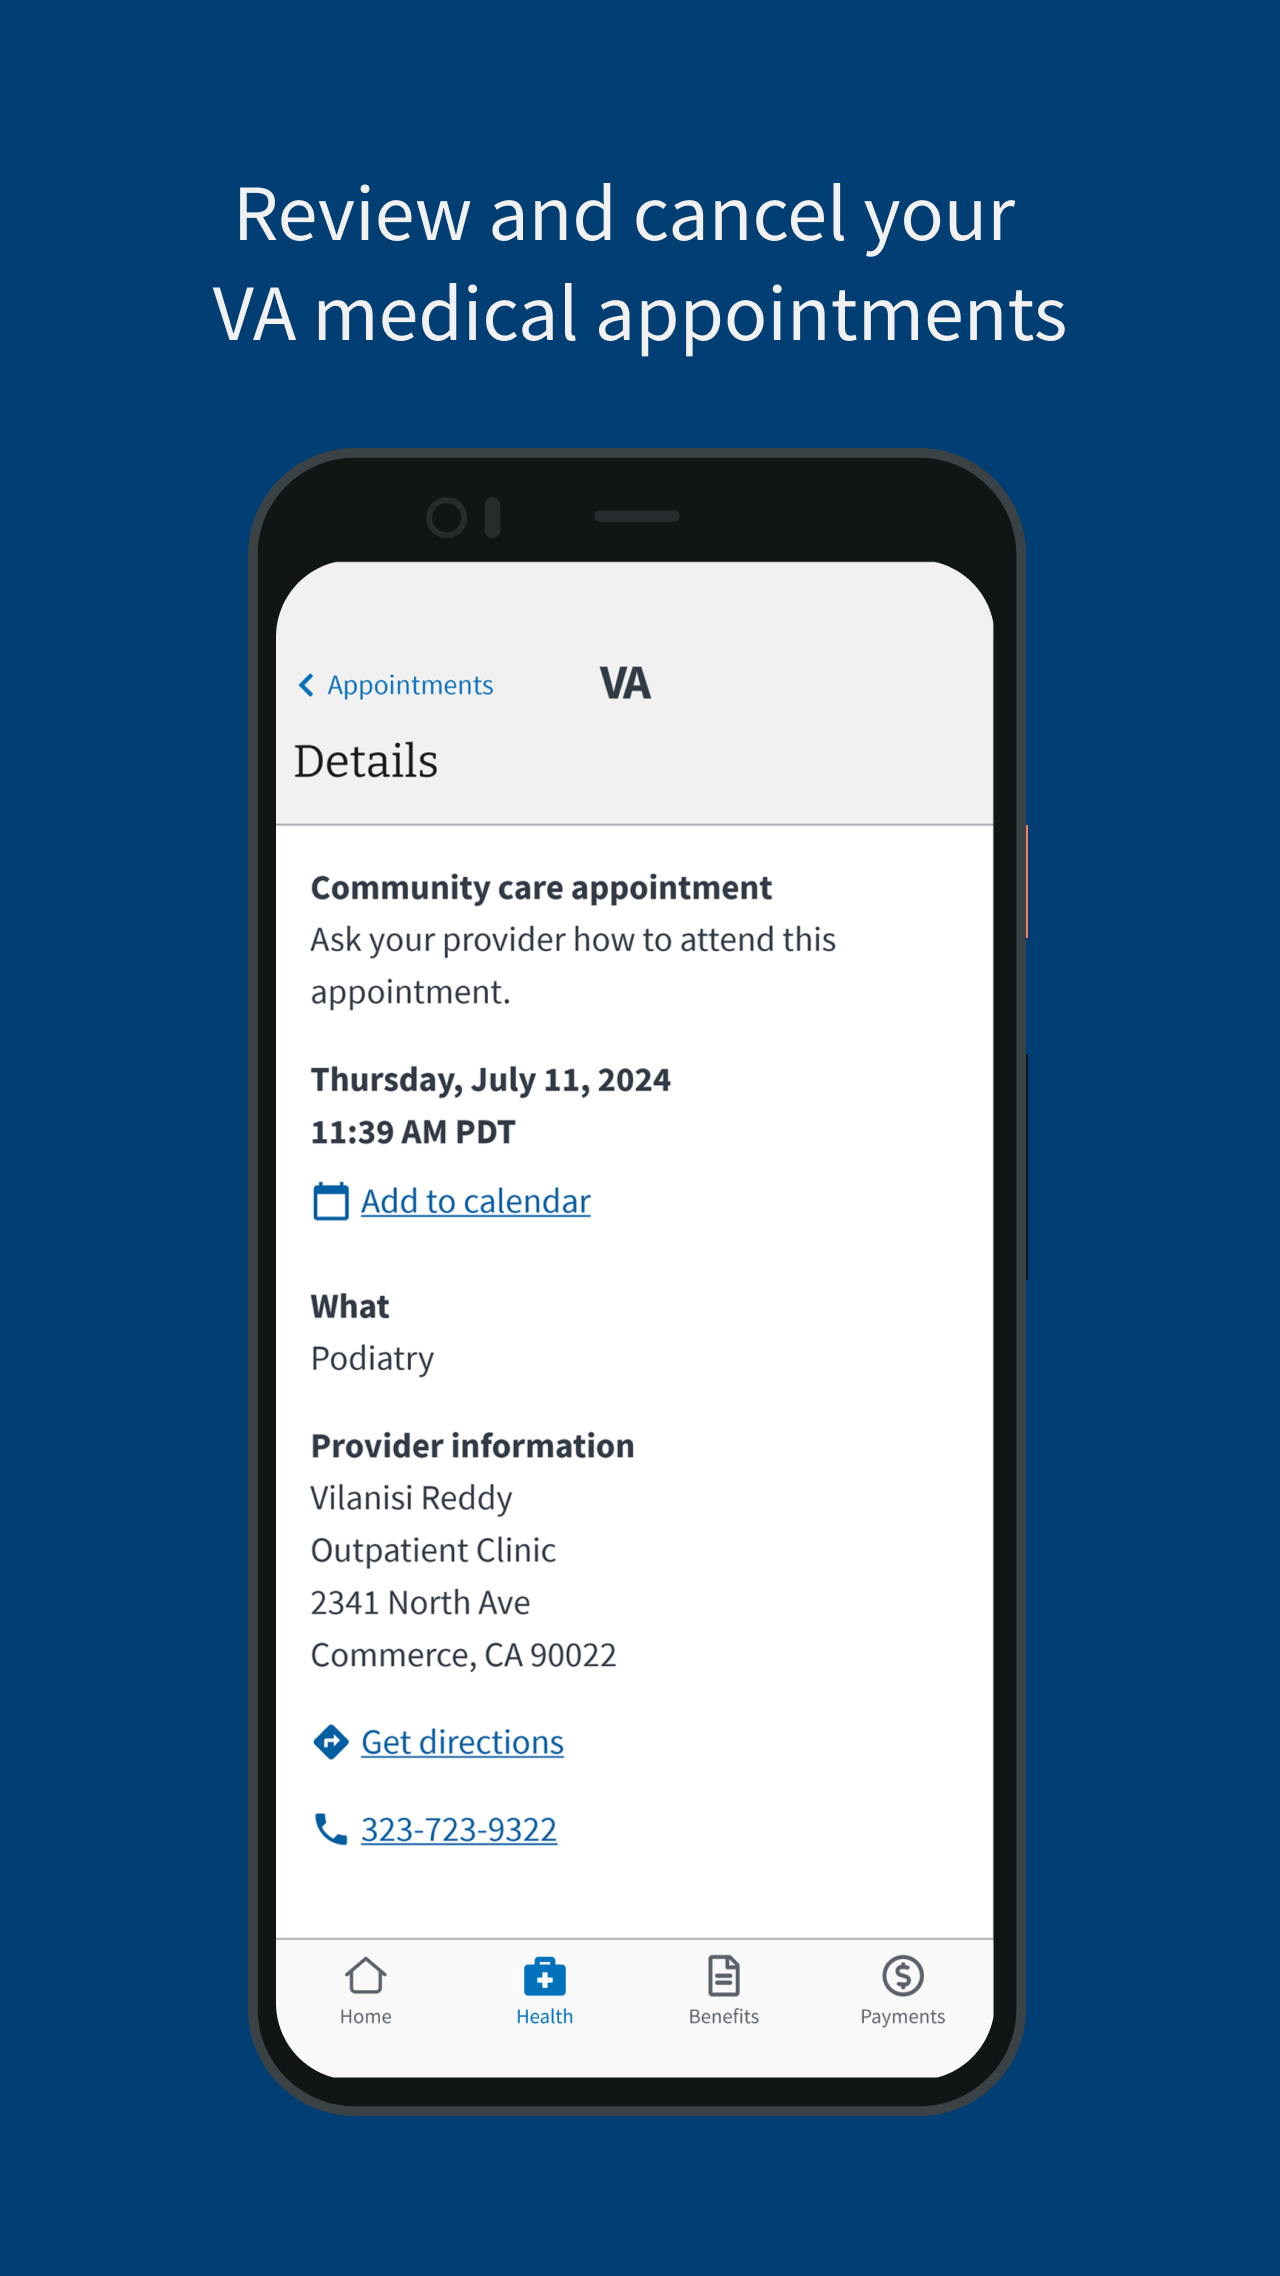 Review and cancel your
VA medical appointments
Appointments
VA
Details
Community care appointment
Ask your provider how to attend this
appointment.
Thursday, July 11, 2024
11:39 AM PDT
Add to calendar
What
Podiatry
Provider information
Vilanisi Reddy
Outpatient Clinic
2341 North Ave
Commerce, CA 90022
Get directions
323-723-9322
Home
Health
Benefits
Payments